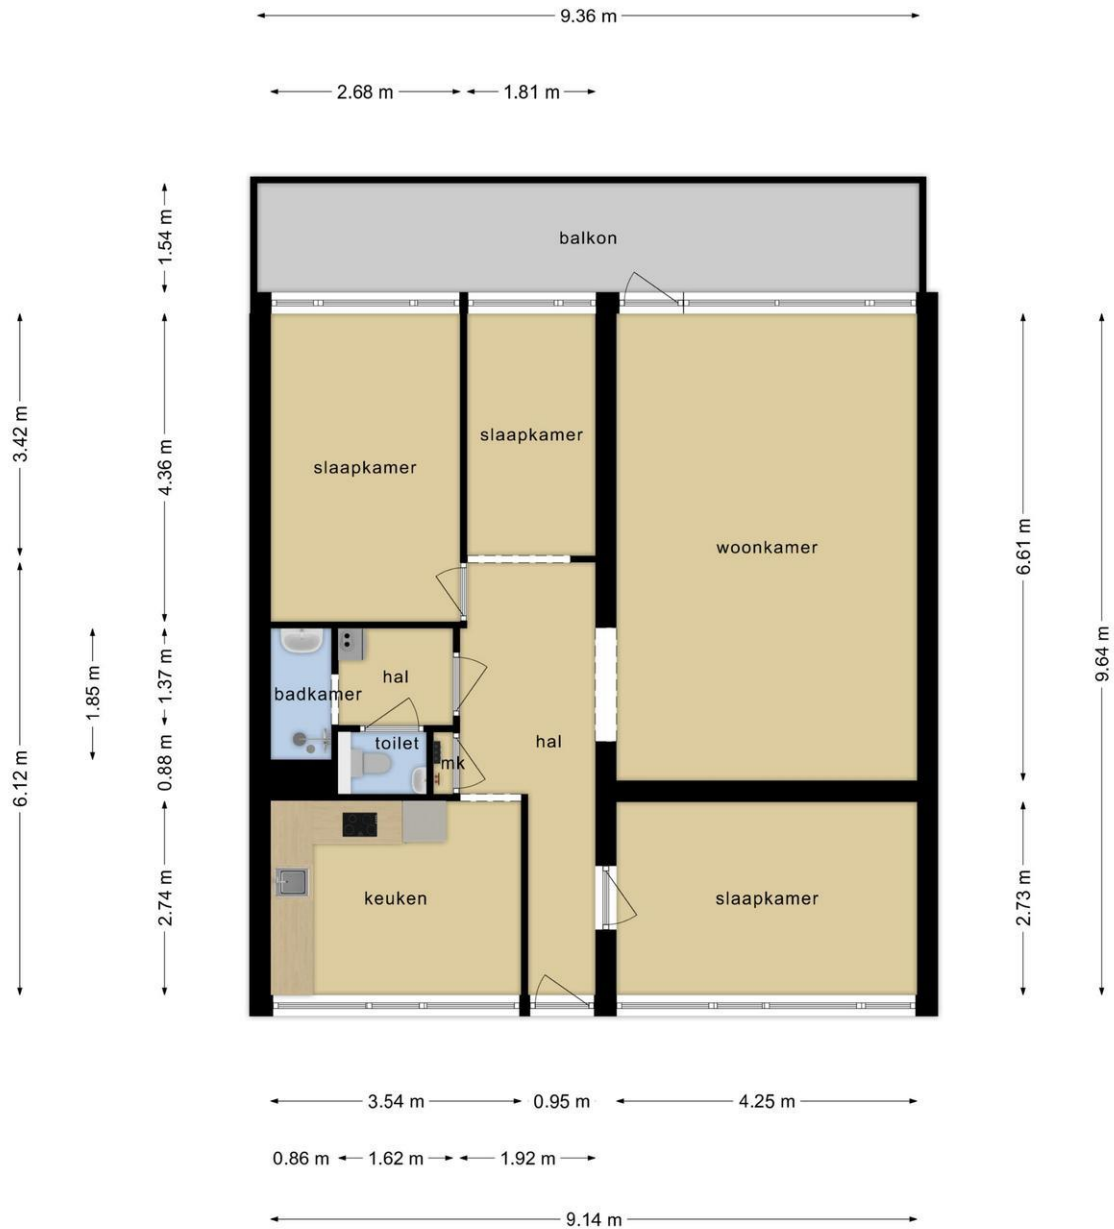 9.36 m
2.68 m
1.81 m
1.54 m
balkon
3.42 m
4.36 m
slaapkamer
slaapkamer
woonkamer
6.61 m
9.64 m
1.85 m
1.37 m
hal
badkamer
6.12 m
0.88 m
toilet
mk
hal
2.74 m
keuken
slaapkamer
2.73 m
3.54 m
0.95 m
4.25 m
0.86 m
1.62 m
1.92 m
9.14 m